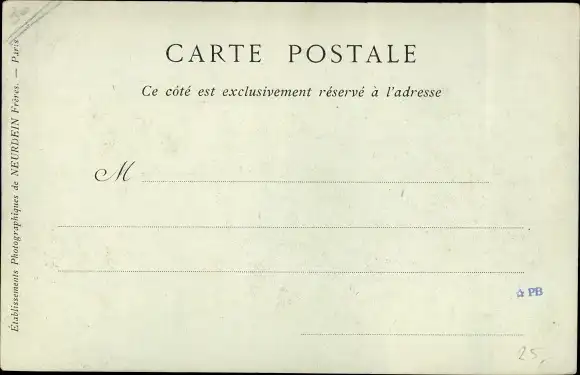 CARTE POSTALE
Ce côté est exclusivement réservé à l'adresse
M
Établissements Photographiques de NEURDEIN Frères. — Paris
☆ PB
25,